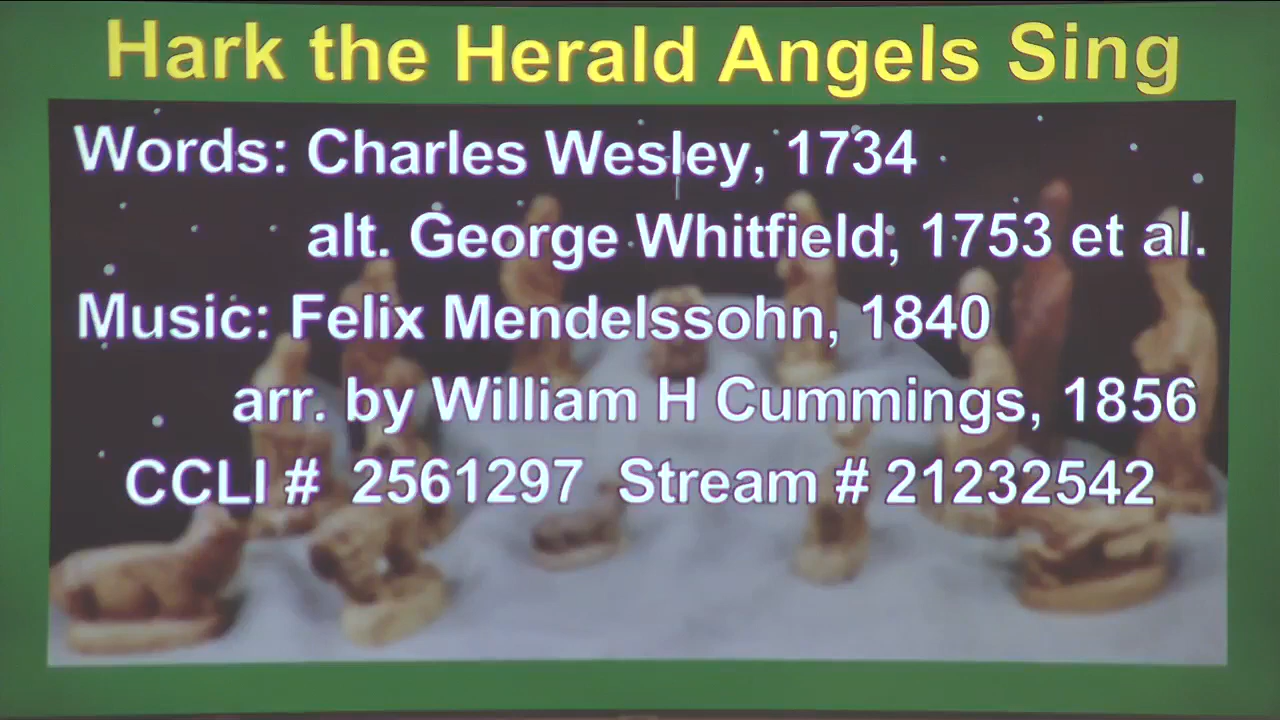 Hark the Herald Angels Sing
Words: Charles Wesley, 1734
alt. George Whitfield, 1753 et al.
Music: Felix Mendelssohn, 1840
arr. by William H Cummings, 1856
CCLI # 2561297 Stream # 21232542